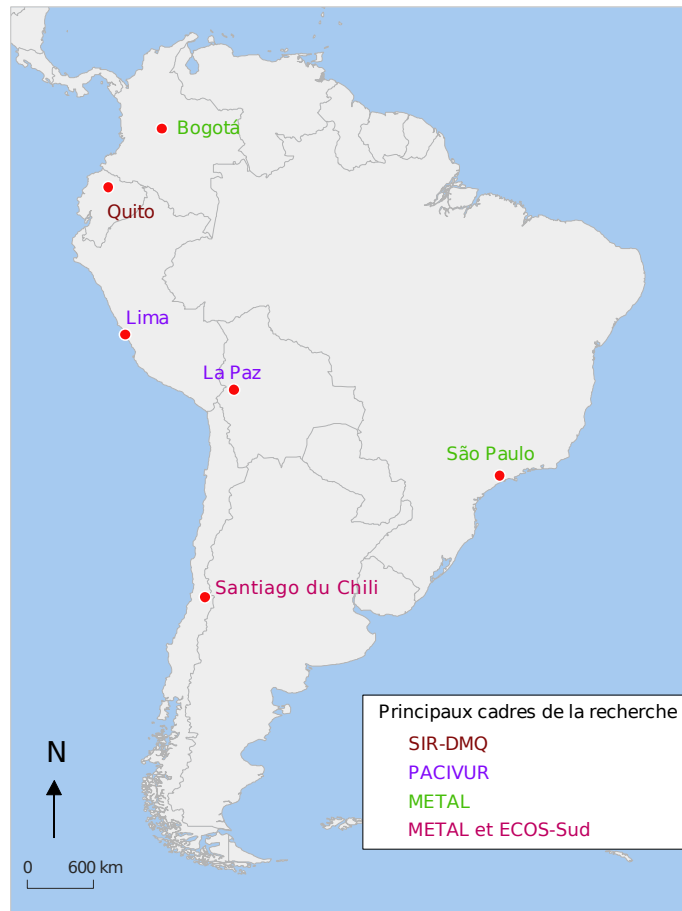 Bogotá
Quito
Lima
La Paz
São Paulo
Santiago du Chili
Principaux cadres de la recherche
SIR-DMQ
PACIVUR
METAL
METAL et ECOS-Sud
N
0 600 km